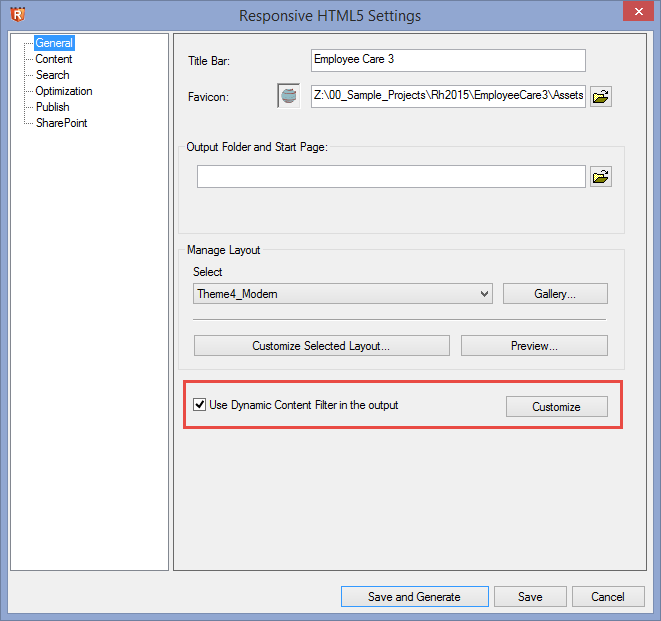 Responsive HTML5 Settings
General
Content
Search
Optimization
Publish
SharePoint
Title Bar:
Employee Care 3
Favicon:
Z:\00_Sample_Projects\Rh2015\EmployeeCare3\Assets
Output Folder and Start Page:
Manage Layout
Select
Theme4_Modern
Gallery...
Customize Selected Layout...
Preview...
Use Dynamic Content Filter in the output
Customize
Save and Generate
Save
Cancel